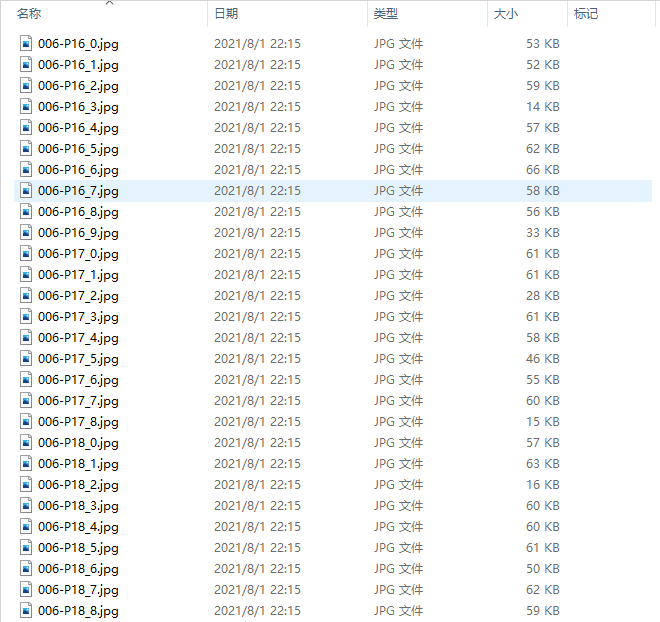 名称 日期 类型 大小 标记
006-P16_0.jpg 2021/8/1 22:15 JPG 文件 53 KB
006-P16_1.jpg 2021/8/1 22:15 JPG 文件 52 KB
006-P16_2.jpg 2021/8/1 22:15 JPG 文件 59 KB
006-P16_3.jpg 2021/8/1 22:15 JPG 文件 14 KB
006-P16_4.jpg 2021/8/1 22:15 JPG 文件 57 KB
006-P16_5.jpg 2021/8/1 22:15 JPG 文件 62 KB
006-P16_6.jpg 2021/8/1 22:15 JPG 文件 66 KB
006-P16_7.jpg 2021/8/1 22:15 JPG 文件 58 KB
006-P16_8.jpg 2021/8/1 22:15 JPG 文件 56 KB
006-P16_9.jpg 2021/8/1 22:15 JPG 文件 33 KB
006-P17_0.jpg 2021/8/1 22:15 JPG 文件 61 KB
006-P17_1.jpg 2021/8/1 22:15 JPG 文件 61 KB
006-P17_2.jpg 2021/8/1 22:15 JPG 文件 28 KB
006-P17_3.jpg 2021/8/1 22:15 JPG 文件 61 KB
006-P17_4.jpg 2021/8/1 22:15 JPG 文件 58 KB
006-P17_5.jpg 2021/8/1 22:15 JPG 文件 46 KB
006-P17_6.jpg 2021/8/1 22:15 JPG 文件 55 KB
006-P17_7.jpg 2021/8/1 22:15 JPG 文件 60 KB
006-P17_8.jpg 2021/8/1 22:15 JPG 文件 15 KB
006-P18_0.jpg 2021/8/1 22:15 JPG 文件 57 KB
006-P18_1.jpg 2021/8/1 22:15 JPG 文件 63 KB
006-P18_2.jpg 2021/8/1 22:15 JPG 文件 16 KB
006-P18_3.jpg 2021/8/1 22:15 JPG 文件 60 KB
006-P18_4.jpg 2021/8/1 22:15 JPG 文件 60 KB
006-P18_5.jpg 2021/8/1 22:15 JPG 文件 61 KB
006-P18_6.jpg 2021/8/1 22:15 JPG 文件 50 KB
006-P18_7.jpg 2021/8/1 22:15 JPG 文件 62 KB
006-P18_8.jpg 2021/8/1 22:15 JPG 文件 59 KB